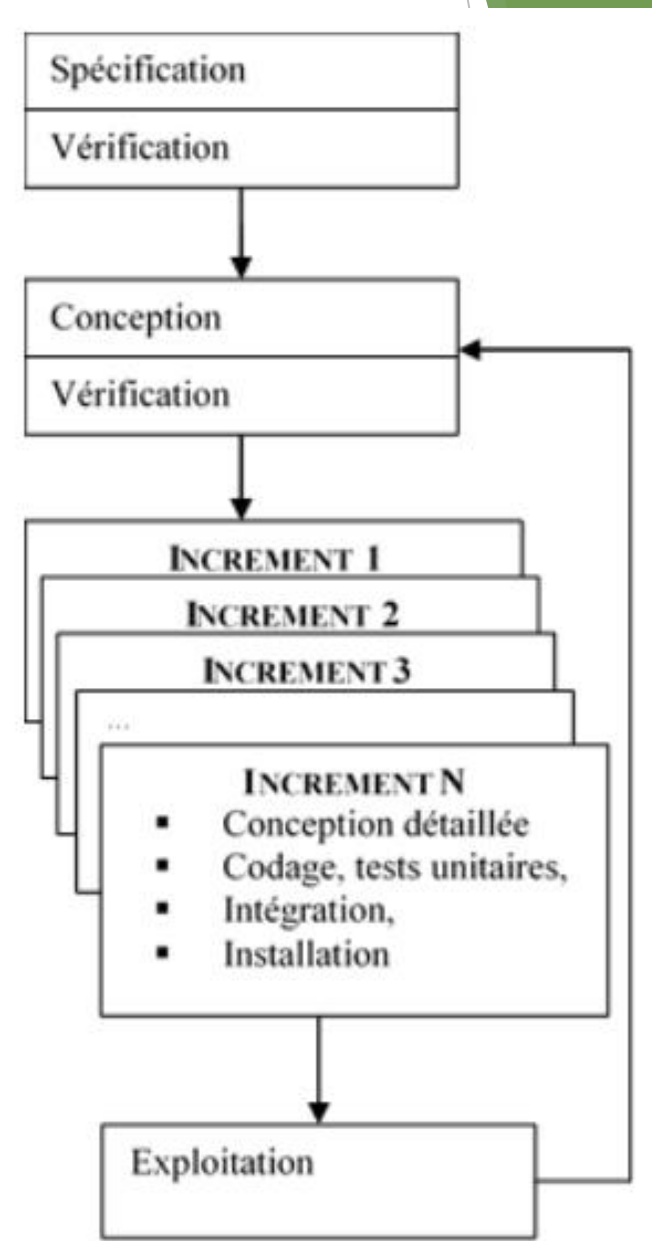 Spécification
Vérification
Conception
Vérification
INCREMENT 1
INCREMENT 2
INCREMENT 3
...
INCREMENT N
▪ Conception détaillée
▪ Codage, tests unitaires,
▪ Intégration,
▪ Installation
Exploitation